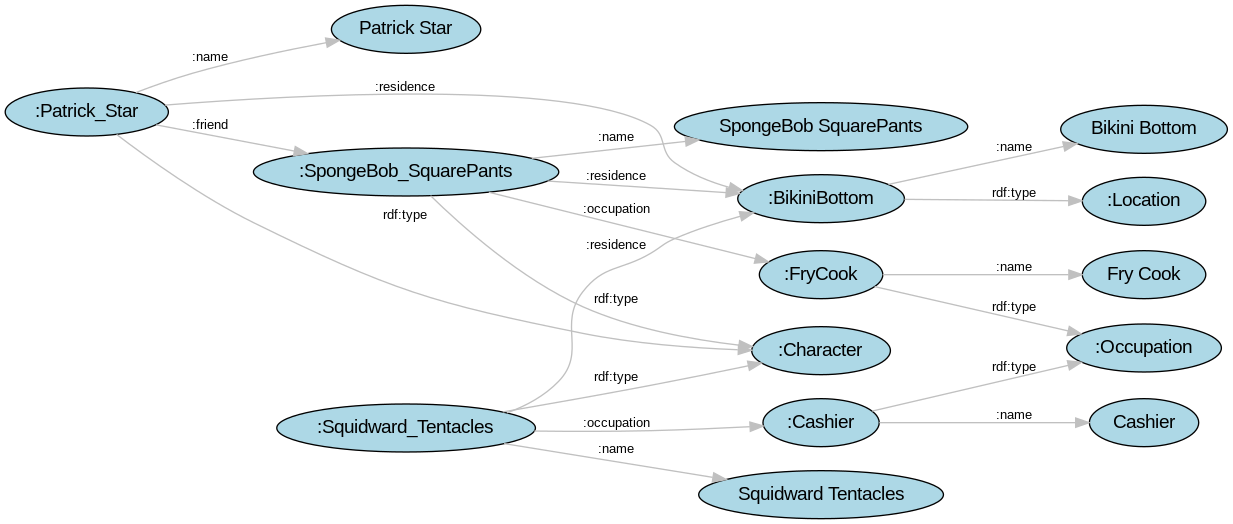 Patrick Star
:name
:residence
:Patrick_Star
:friend
SpongeBob SquarePants
Bikini Bottom
:name
:name
:SpongeBob_SquarePants
:residence
:BikiniBottom
rdf:type
:Location
:occupation
rdf:type
:residence
:FryCook
:name
Fry Cook
rdf:type
rdf:type
:Character
:Occupation
rdf:type
rdf:type
:Squidward_Tentacles
:occupation
:Cashier
:name
Cashier
:name
Squidward Tentacles